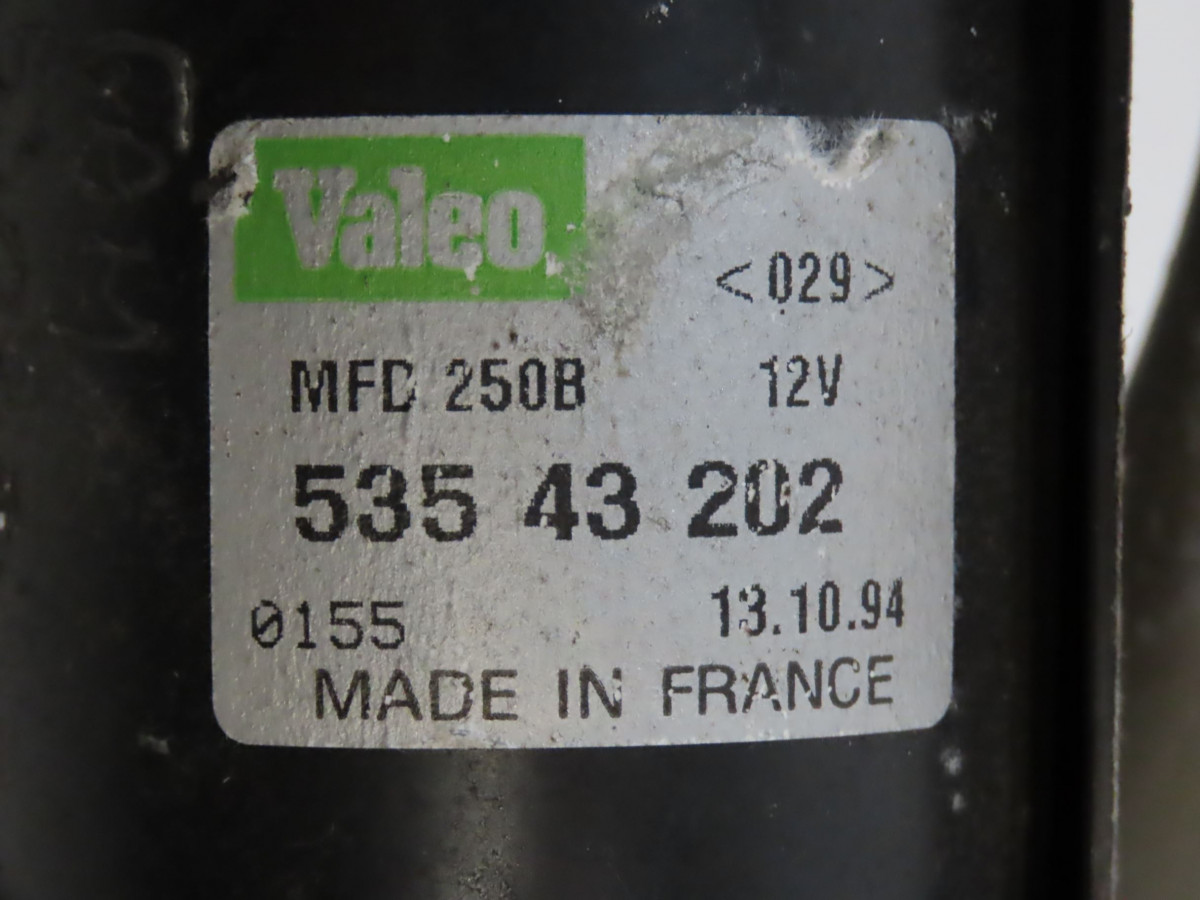 Valeo
<029>
MFD 250B 12V
535 43 202
0155 13.10.94
MADE IN FRANCE